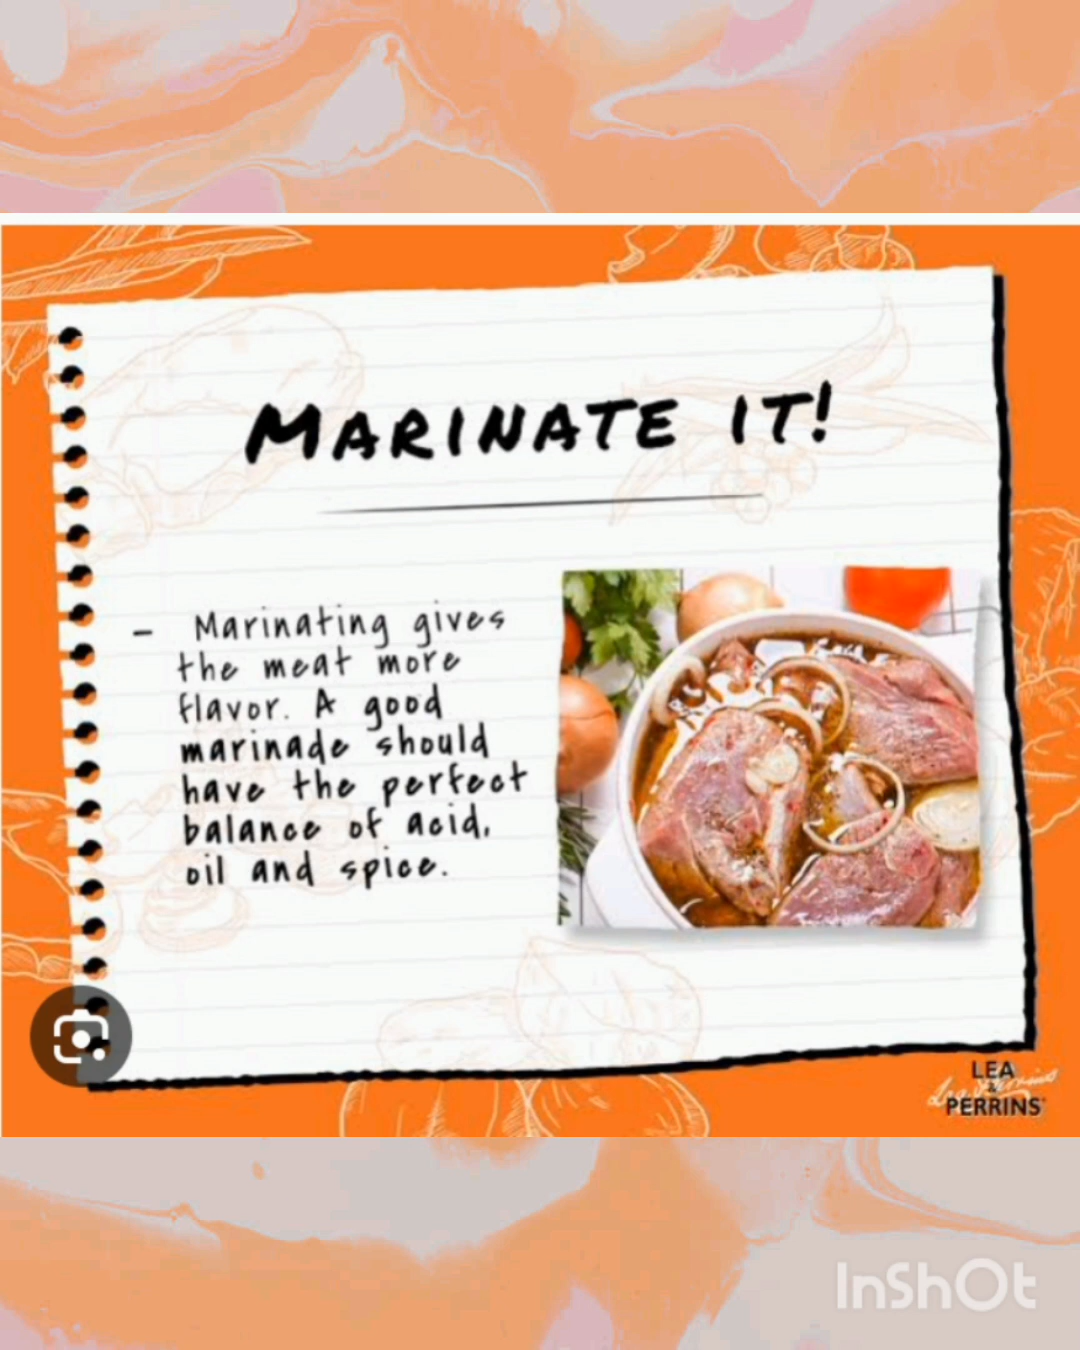 MARINATE IT!
- Marinating gives
the meat more
flavor. A good
marinade should
have the perfect
balance of acid,
oil and spice.
LEA
&
PERRINS
InShOt